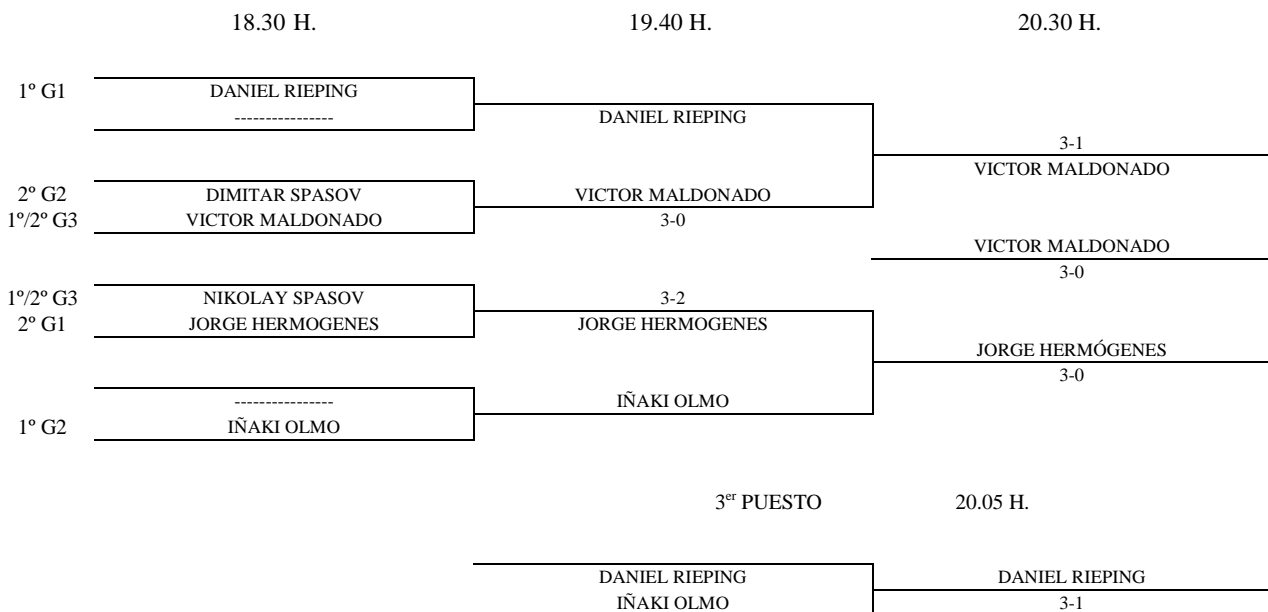 18.30 H. 19.40 H. 20.30 H.
1º G1 DANIEL RIEPING
---------------- DANIEL RIEPING
3-1
VICTOR MALDONADO
2º G2 DIMITAR SPASOV VICTOR MALDONADO
1º/2º G3 VICTOR MALDONADO 3-0
VICTOR MALDONADO
3-0
1º/2º G3 NIKOLAY SPASOV 3-2
2º G1 JORGE HERMOGENES JORGE HERMOGENES
JORGE HERMÓGENES
3-0
---------------- IÑAKI OLMO
1º G2 IÑAKI OLMO
3er PUESTO 20.05 H.
DANIEL RIEPING DANIEL RIEPING
IÑAKI OLMO 3-1